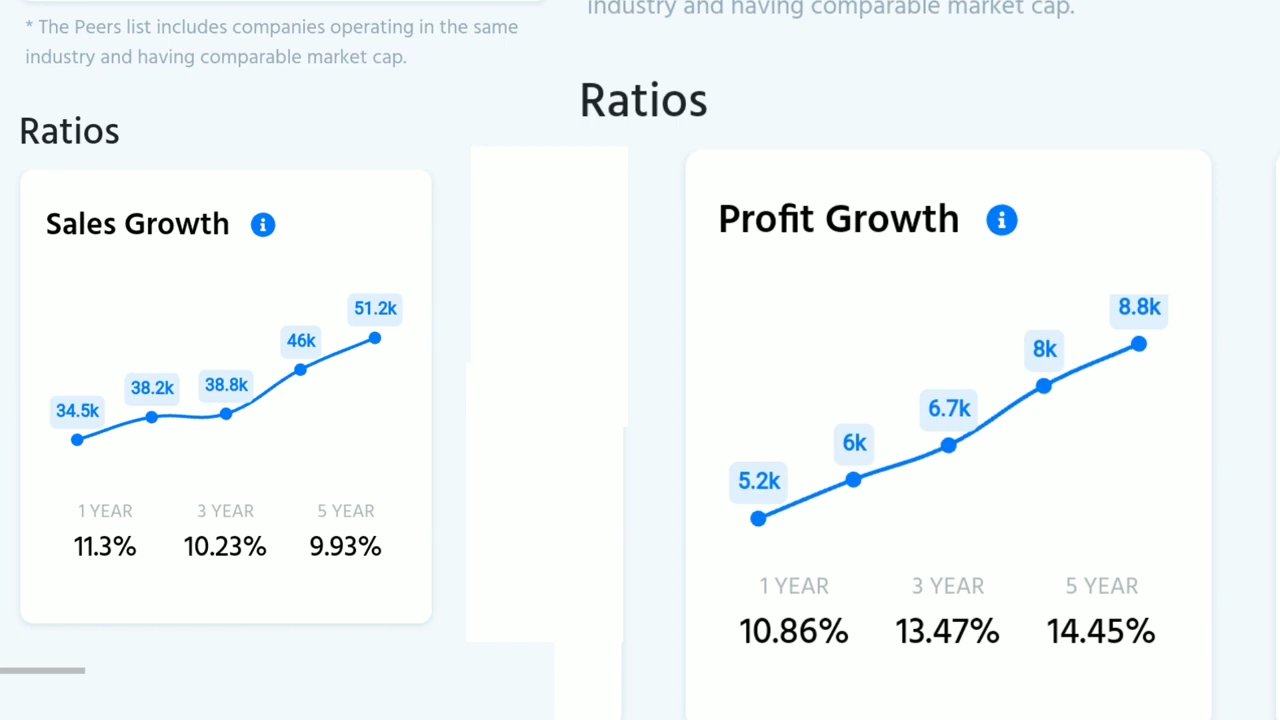 * The Peers list includes companies operating in the same
industry and having comparable market cap.
Ratios
Sales Growth
34.5k
38.2k
38.8k
46k
51.2k
1 YEAR 3 YEAR 5 YEAR
11.3% 10.23% 9.93%
industry and having comparable market cap.
Ratios
Profit Growth
5.2k
6k
6.7k
8k
8.8k
1 YEAR 3 YEAR 5 YEAR
10.86% 13.47% 14.45%